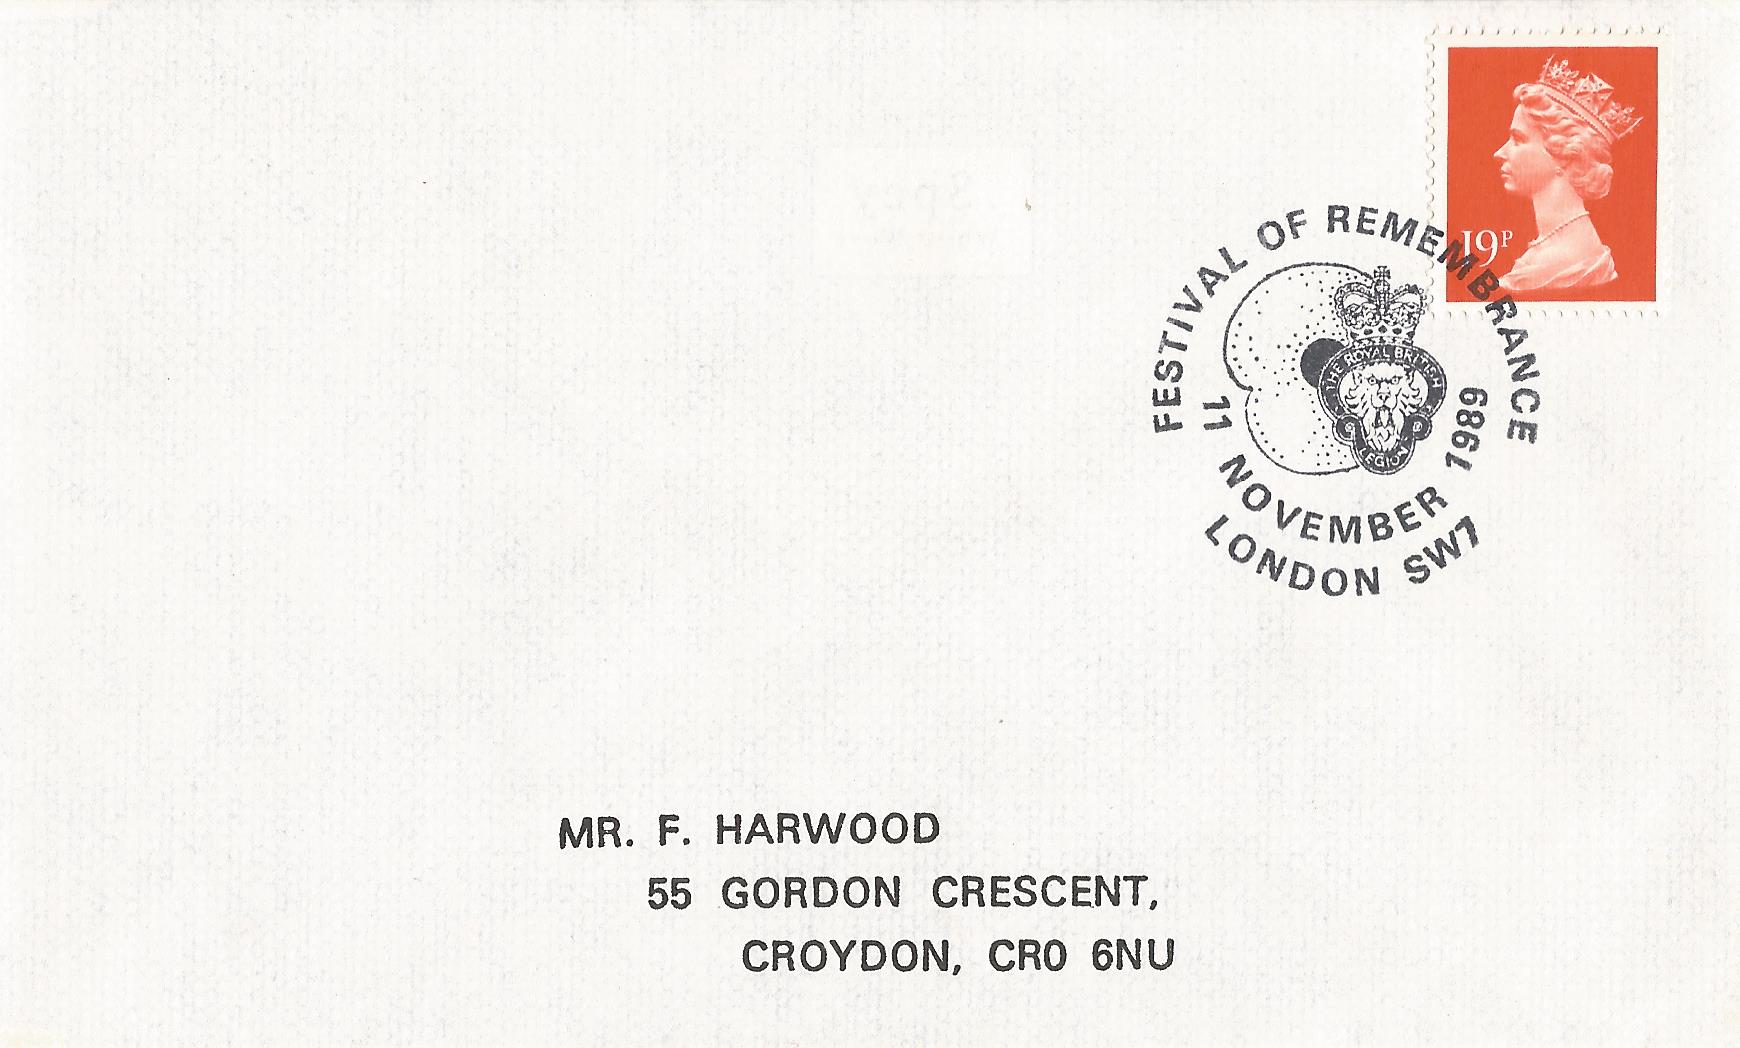 19P
FESTIVAL OF REMEMBRANCE
THE ROYAL BRITISH
LEGION
11 NOVEMBER 1989
LONDON SW7
MR. F. HARWOOD
55 GORDON CRESCENT,
CROYDON, CR0 6NU